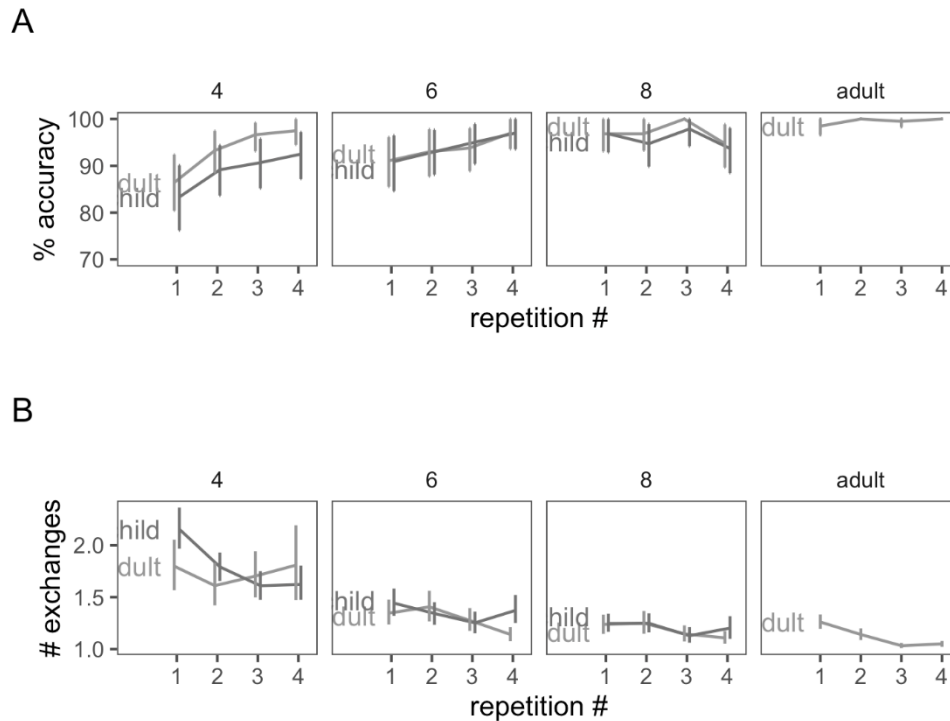 A
4 6 8 adult
% accuracy
100
90
80
70
dult
hild
dult
hild
dult
hild
dult
1 2 3 4 1 2 3 4 1 2 3 4 1 2 3 4
repetition #
B
4 6 8 adult
# exchanges
2.0
1.5
1.0
hild
dult
hild
dult
hild
dult
dult
1 2 3 4 1 2 3 4 1 2 3 4 1 2 3 4
repetition #